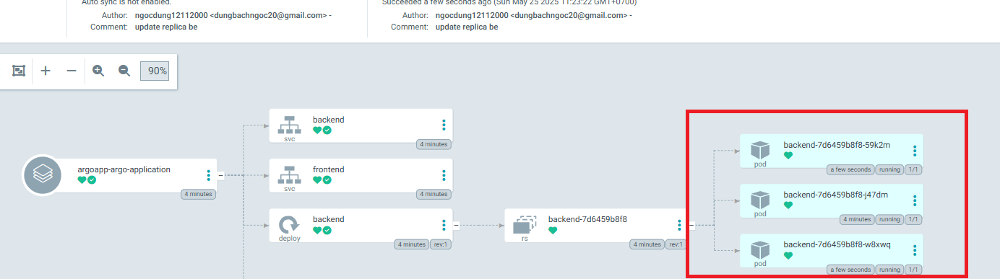 Auto sync is not enabled.
Author: ngocdung12112000 <dungbachngoc20@gmail.com> -
Comment: update replica be
Succeeded a few seconds ago (Sun May 25 2025 11:23:22 GMT+0700)
Author: ngocdung12112000 <dungbachngoc20@gmail.com> -
Comment: update replica be
90%
argoapp-argo-application
4 minutes
backend
svc
4 minutes
frontend
svc
4 minutes
backend
deploy
4 minutes rev:1
backend-7d6459b8f8
rs
4 minutes rev:1
backend-7d6459b8f8-59k2m
pod
a few seconds running 1/1
backend-7d6459b8f8-j47dm
pod
4 minutes running 1/1
backend-7d6459b8f8-w8xwq
pod
a few seconds running 1/1